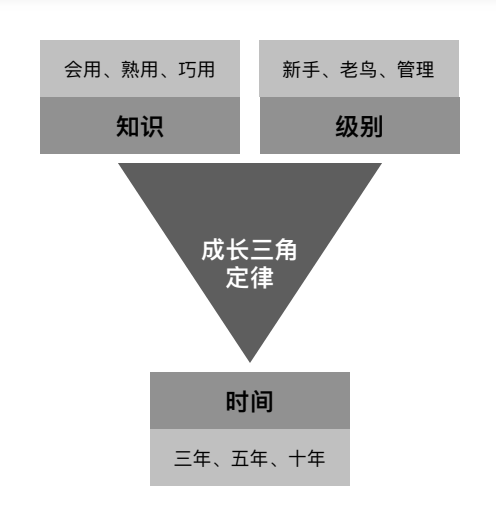 会用、熟用、巧用
新手、老鸟、管理
知识
级别
成长三角
定律
时间
三年、五年、十年